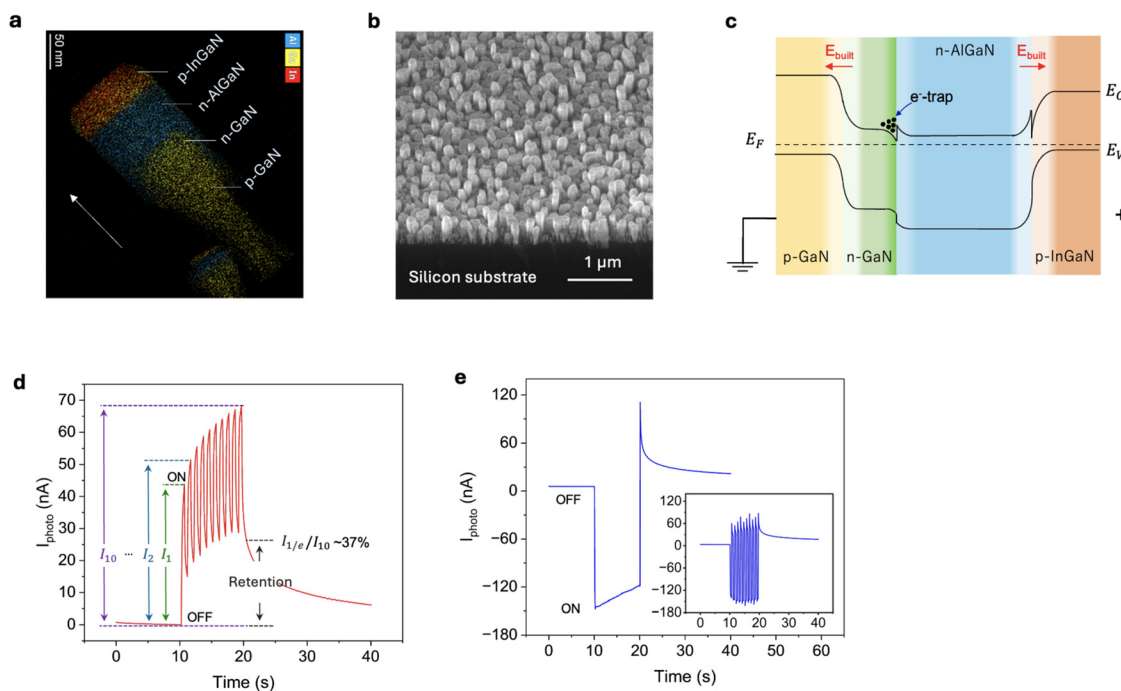 a
50 nm
Al
Ga
In
p-InGaN
n-AlGaN
n-GaN
p-GaN
b
Silicon substrate
1 µm
c
n-AlGaN
E_built
E_built
e⁻-trap
E_C
E_F
E_V
+
p-GaN
n-GaN
p-InGaN
d
I_photo (nA)
70
60
50
40
30
20
10
0
ON
I_10 ... I_2 I_1
I_1/e/I_10 ~37%
Retention
OFF
0 10 20 30 40
Time (s)
e
I_photo (nA)
120
60
0
−60
−120
−180
OFF
ON
120
60
0
−60
−120
−180
0 10 20 30 40
0 10 20 30 40 50 60
Time (s)